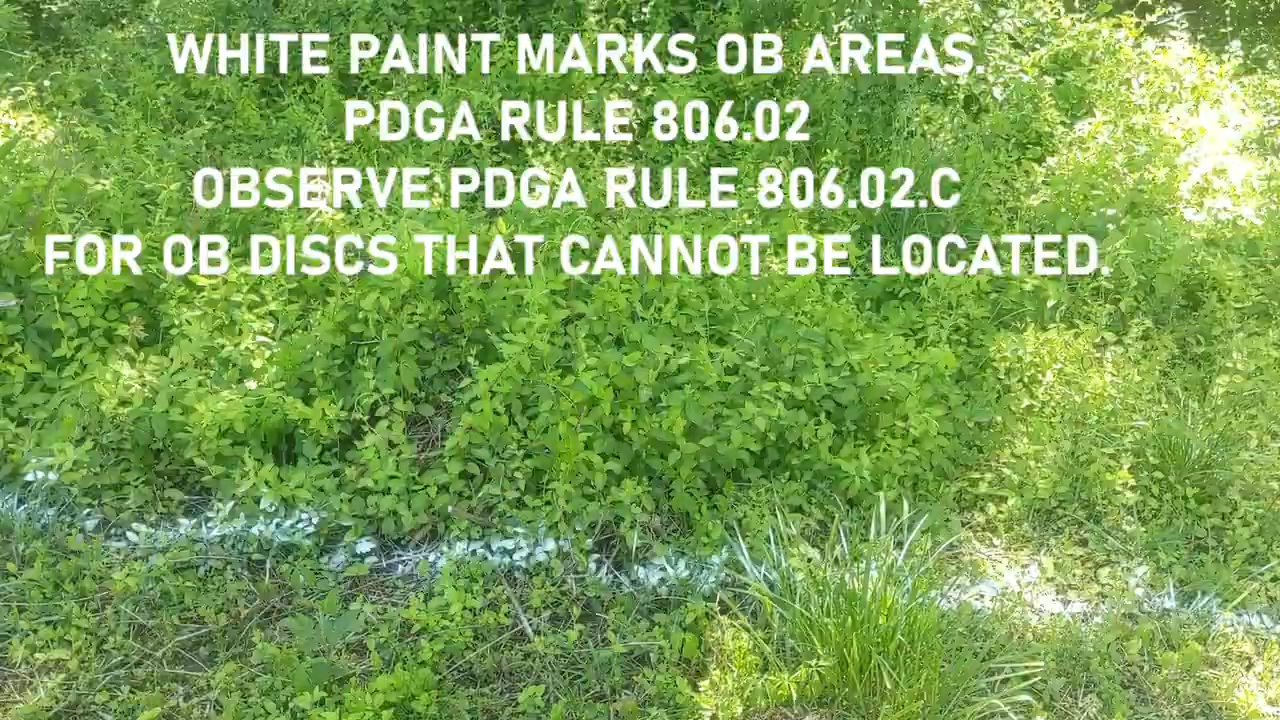 WHITE PAINT MARKS OB AREAS.
PDGA RULE 806.02
OBSERVE PDGA RULE 806.02.C
FOR OB DISCS THAT CANNOT BE LOCATED.